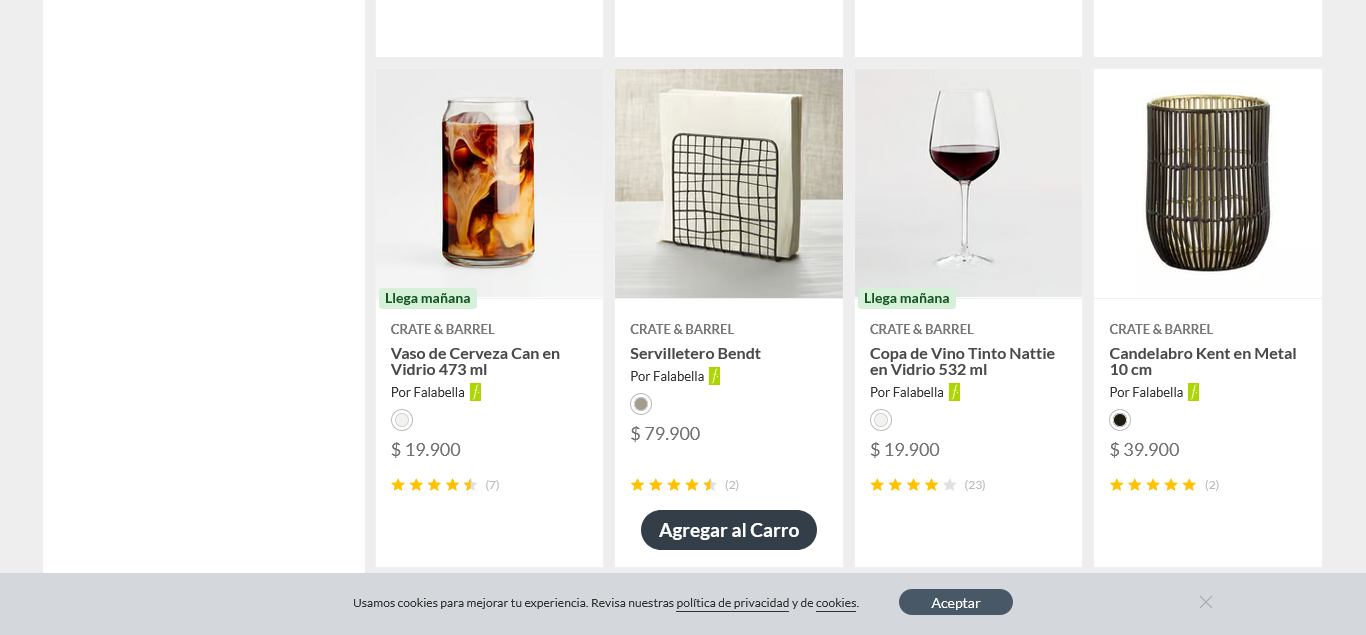 Llega mañana
CRATE & BARREL
Vaso de Cerveza Can en
Vidrio 473 ml
Por Falabella
$ 19.900
(7)
CRATE & BARREL
Servilletero Bendt
Por Falabella
$ 79.900
(2)
Agregar al Carro
Llega mañana
CRATE & BARREL
Copa de Vino Tinto Nattie
en Vidrio 532 ml
Por Falabella
$ 19.900
(23)
CRATE & BARREL
Candelabro Kent en Metal
10 cm
Por Falabella
$ 39.900
(2)
Usamos cookies para mejorar tu experiencia. Revisa nuestras política de privacidad y de cookies.
Aceptar